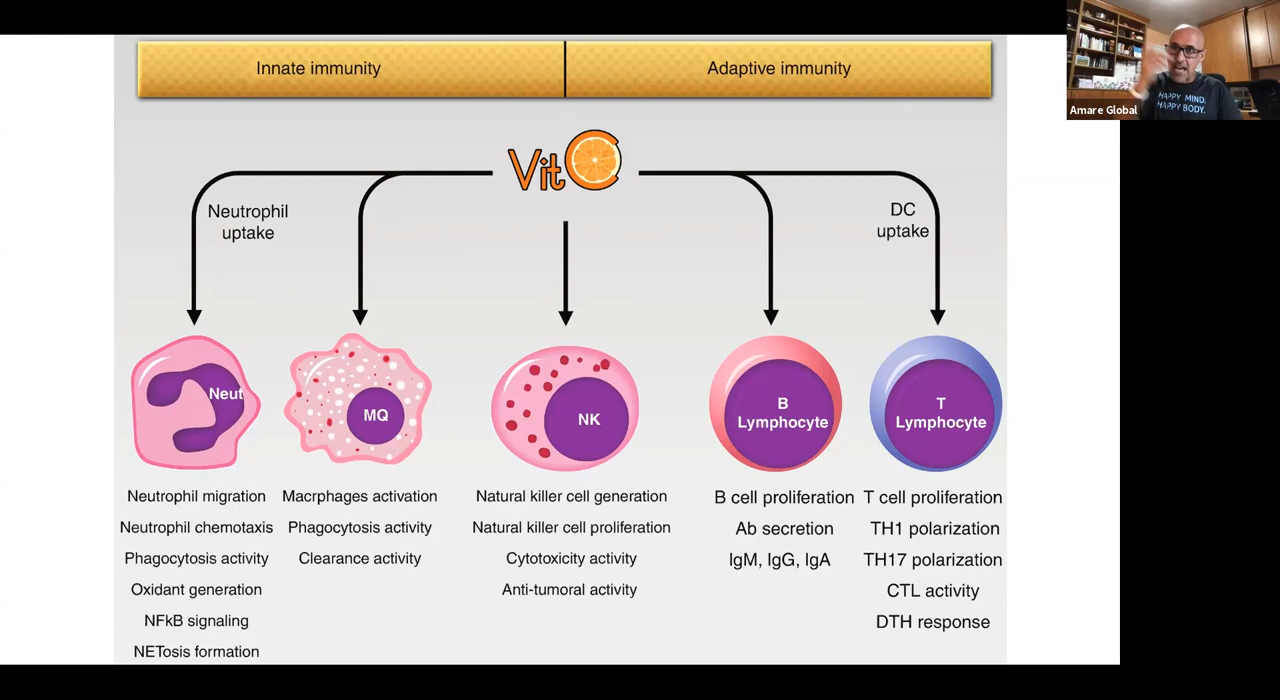 Innate immunity
Adaptive immunity
Amare Global
HAPPY MIND.
HAPPY BODY.
Vit C
Neutrophil
uptake
DC
uptake
Neut
MQ
NK
B
Lymphocyte
T
Lymphocyte
Neutrophil migration
Neutrophil chemotaxis
Phagocytosis activity
Oxidant generation
NFkB signaling
NETosis formation
Macrphages activation
Phagocytosis activity
Clearance activity
Natural killer cell generation
Natural killer cell proliferation
Cytotoxicity activity
Anti-tumoral activity
B cell proliferation
Ab secretion
IgM, IgG, IgA
T cell proliferation
TH1 polarization
TH17 polarization
CTL activity
DTH response